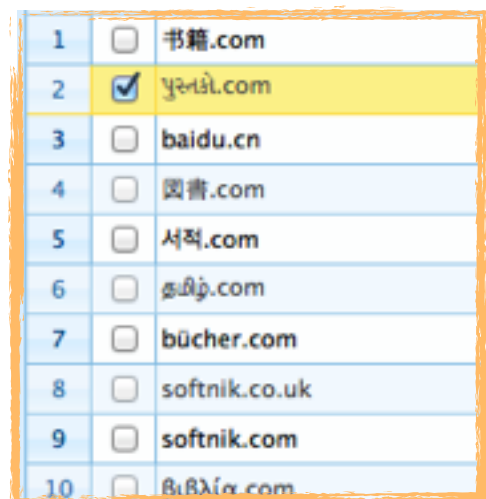 1 书籍.com
2 પુસ્તકો.com
3 baidu.cn
4 図書.com
5 서적.com
6 தமிழ்.com
7 bücher.com
8 softnik.co.uk
9 softnik.com
10 βιβλία.com